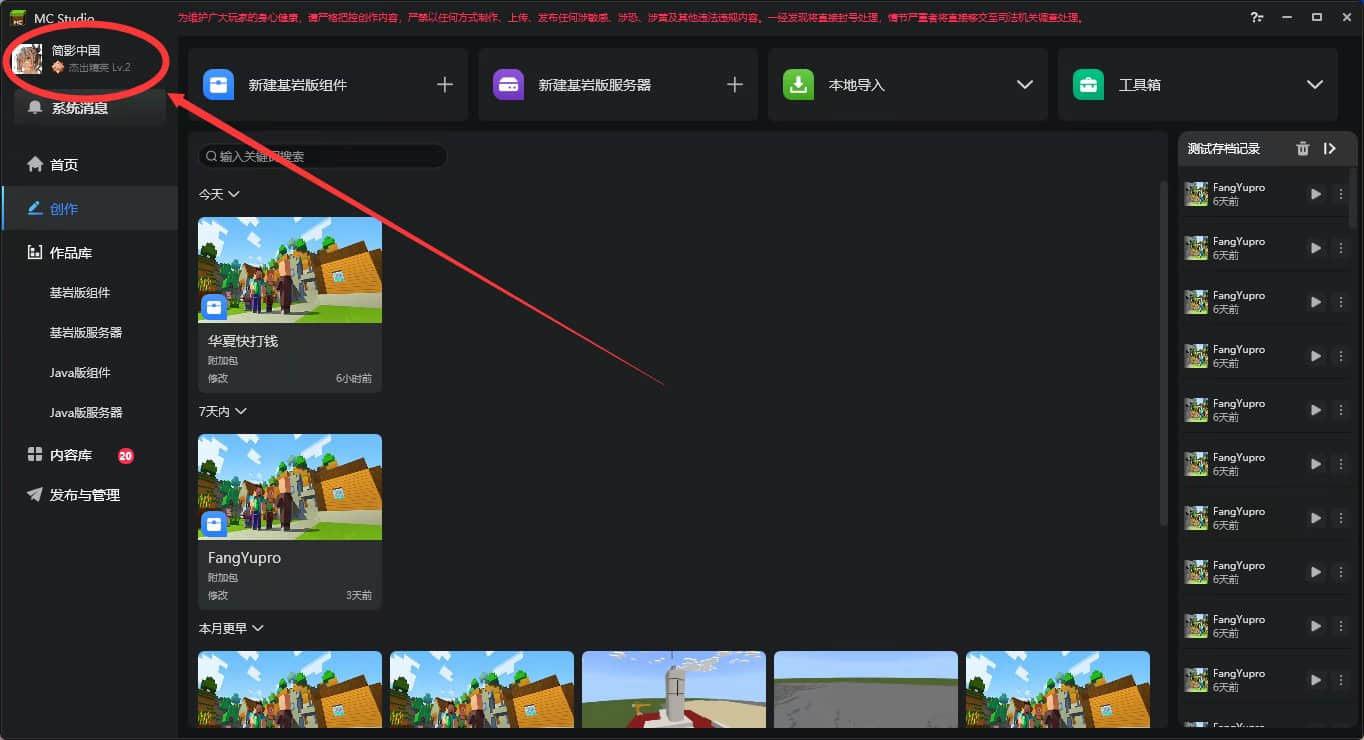 MC Studio
为维护广大玩家的身心健康，请严格把控创作内容，严禁以任何方式制作、上传、发布任何涉敏感、涉恐、涉黄及其他违法违规内容。一经发现将直接封号处理，情节严重者将直接移交至司法机关调查处理。
简影中国
杰出精英 Lv.2
系统消息
首页
创作
作品库
基岩版组件
基岩版服务器
Java版组件
Java版服务器
内容库 20
发布与管理
新建基岩版组件
新建基岩版服务器
本地导入
工具箱
输入关键词搜索
今天
华夏快打钱
附加包
修改 6小时前
7天内
FangYupro
附加包
修改 3天前
本月更早
测试存档记录
FangYupro
6天前
FangYupro
6天前
FangYupro
6天前
FangYupro
6天前
FangYupro
6天前
FangYupro
6天前
FangYupro
6天前
FangYupro
6天前
FangYupro
6天前
FangYupro
6天前
FangYupro